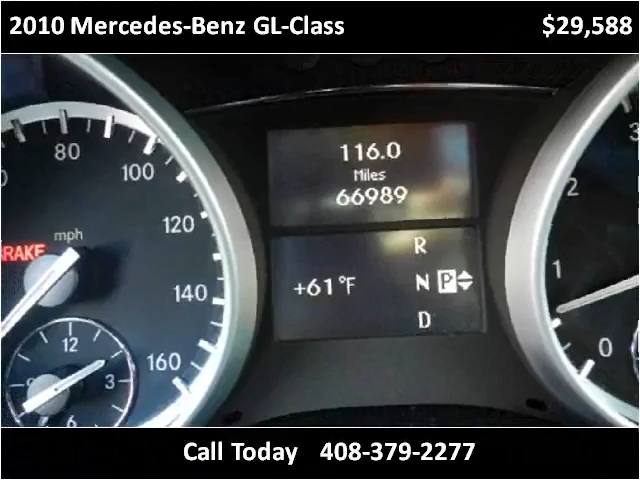 2010 Mercedes-Benz GL-Class $29,588
80
100
120
140
160
mph
12
3
6
116.0
Miles
66989
+61°F
R
N P
D
3
2
1
0
Call Today 408-379-2277